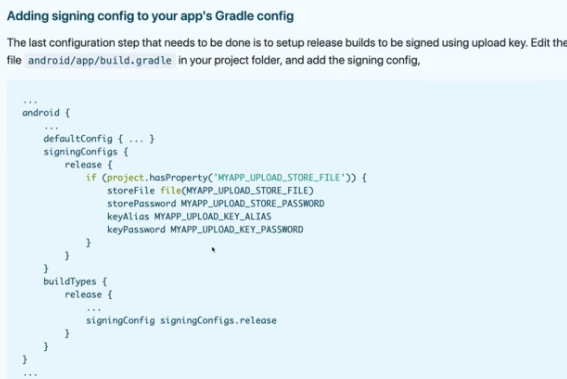 Adding signing config to your app's Gradle config
The last configuration step that needs to be done is to setup release builds to be signed using upload key. Edit the
file android/app/build.gradle in your project folder, and add the signing config,
...
android {
    ...
    defaultConfig { ... }
    signingConfigs {
        release {
            if (project.hasProperty('MYAPP_UPLOAD_STORE_FILE')) {
                storeFile file(MYAPP_UPLOAD_STORE_FILE)
                storePassword MYAPP_UPLOAD_STORE_PASSWORD
                keyAlias MYAPP_UPLOAD_KEY_ALIAS
                keyPassword MYAPP_UPLOAD_KEY_PASSWORD
            }
        }
    }
    buildTypes {
        release {
            ...
            signingConfig signingConfigs.release
        }
    }
}
...